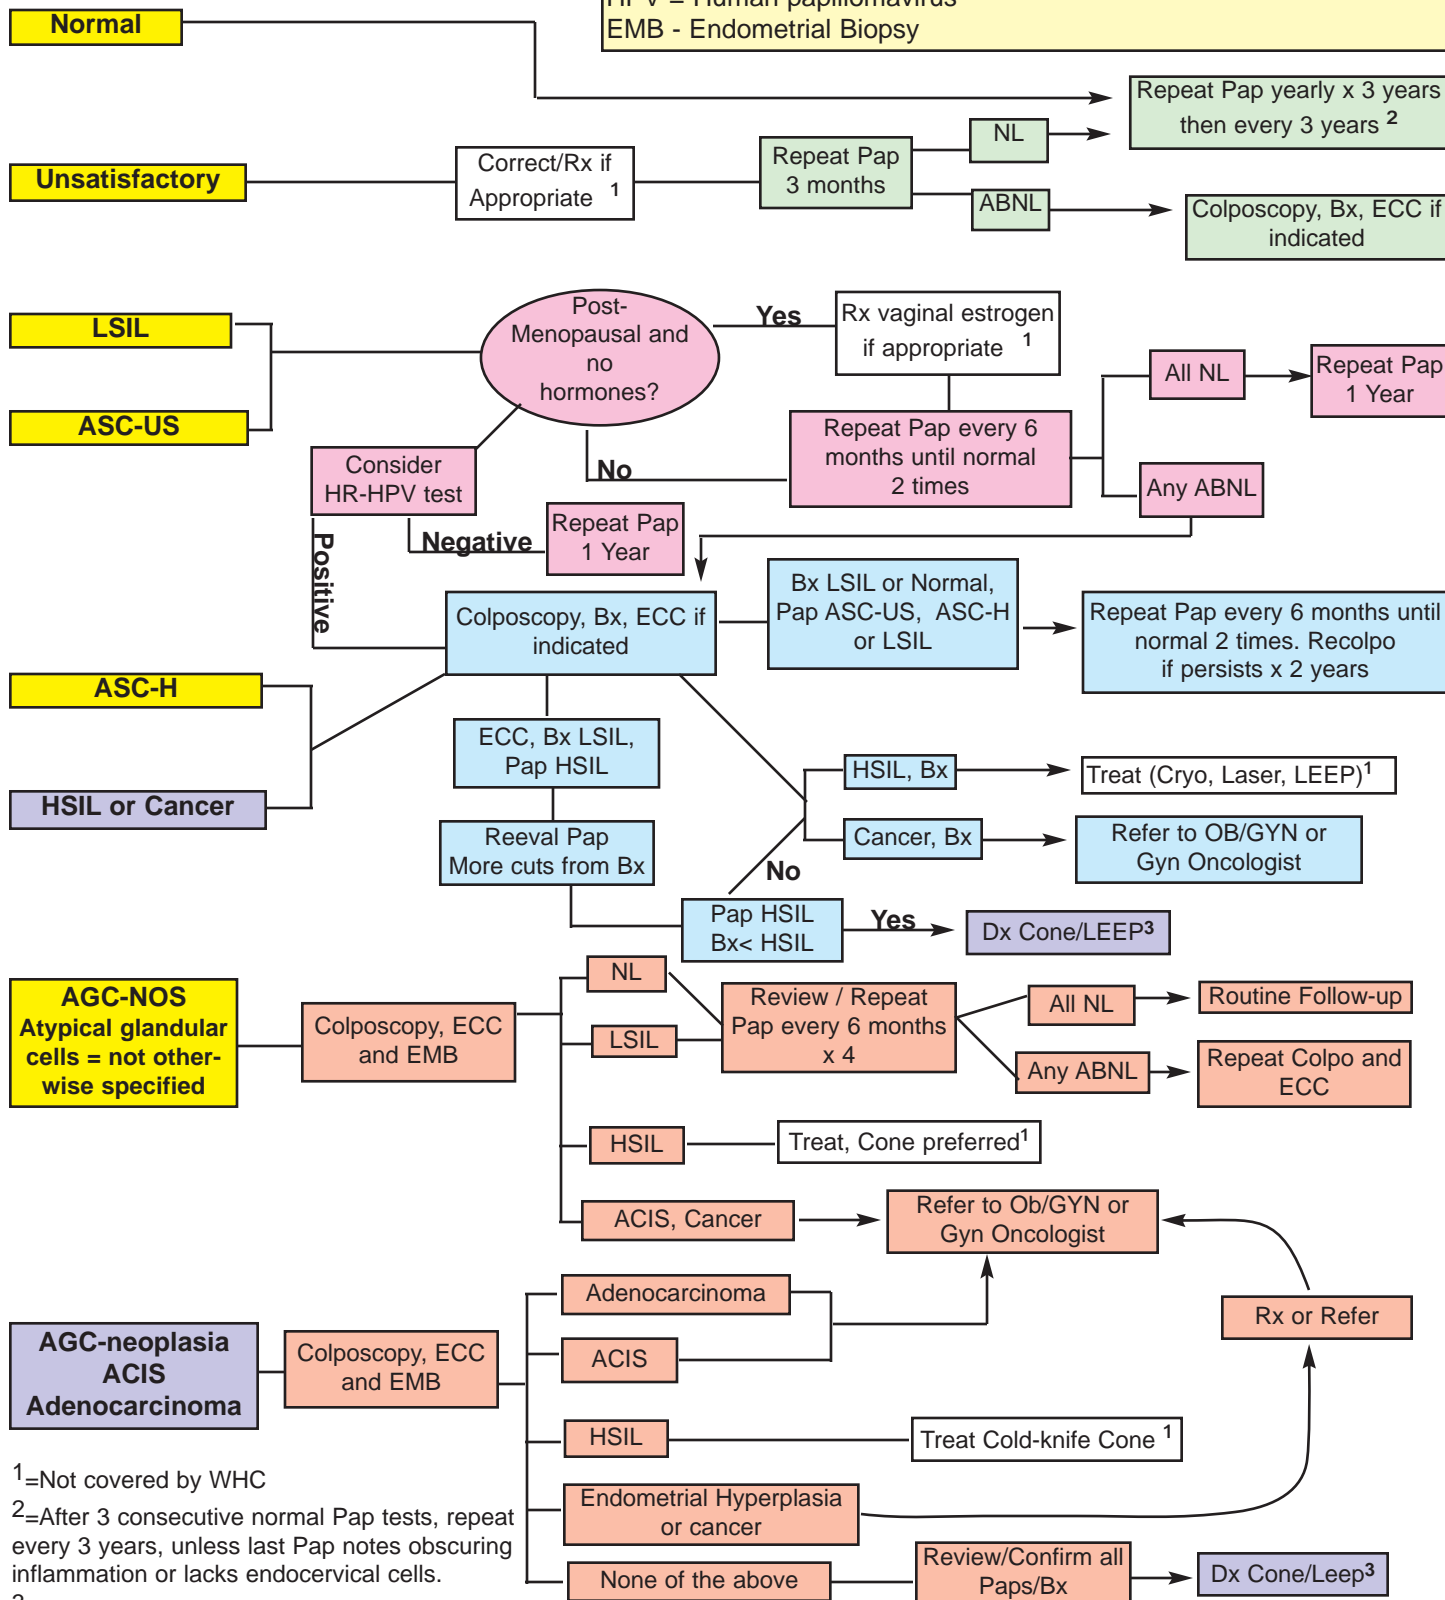 HPV = Human papillomavirus
EMB - Endometrial Biopsy
Normal
Repeat Pap yearly x 3 years
then every 3 years 2
Unsatisfactory
Correct/Rx if
Appropriate 1
Repeat Pap
3 months
NL
ABNL
Colposcopy, Bx, ECC if
indicated
LSIL
ASC-US
Post-
Menopausal and
no
hormones?
Yes
Rx vaginal estrogen
if appropriate 1
No
Repeat Pap every 6
months until normal
2 times
All NL
Repeat Pap
1 Year
Any ABNL
Consider
HR-HPV test
Positive
Negative
Repeat Pap
1 Year
Colposcopy, Bx, ECC if
indicated
Bx LSIL or Normal,
Pap ASC-US, ASC-H
or LSIL
Repeat Pap every 6 months until
normal 2 times. Recolpo
if persists x 2 years
ASC-H
HSIL or Cancer
ECC, Bx LSIL,
Pap HSIL
Reeval Pap
More cuts from Bx
HSIL, Bx
Treat (Cryo, Laser, LEEP)1
Cancer, Bx
Refer to OB/GYN or
Gyn Oncologist
No
Pap HSIL
Bx< HSIL
Yes
Dx Cone/LEEP3
AGC-NOS
Atypical glandular
cells = not other-
wise specified
Colposcopy, ECC
and EMB
NL
LSIL
Review / Repeat
Pap every 6 months
x 4
All NL
Routine Follow-up
Any ABNL
Repeat Colpo and
ECC
HSIL
Treat, Cone preferred1
ACIS, Cancer
Refer to Ob/GYN or
Gyn Oncologist
AGC-neoplasia
ACIS
Adenocarcinoma
Colposcopy, ECC
and EMB
Adenocarcinoma
ACIS
Rx or Refer
HSIL
Treat Cold-knife Cone 1
Endometrial Hyperplasia
or cancer
None of the above
Review/Confirm all
Paps/Bx
Dx Cone/Leep3
1=Not covered by WHC
2=After 3 consecutive normal Pap tests, repeat
every 3 years, unless last Pap notes obscuring
inflammation or lacks endocervical cells.